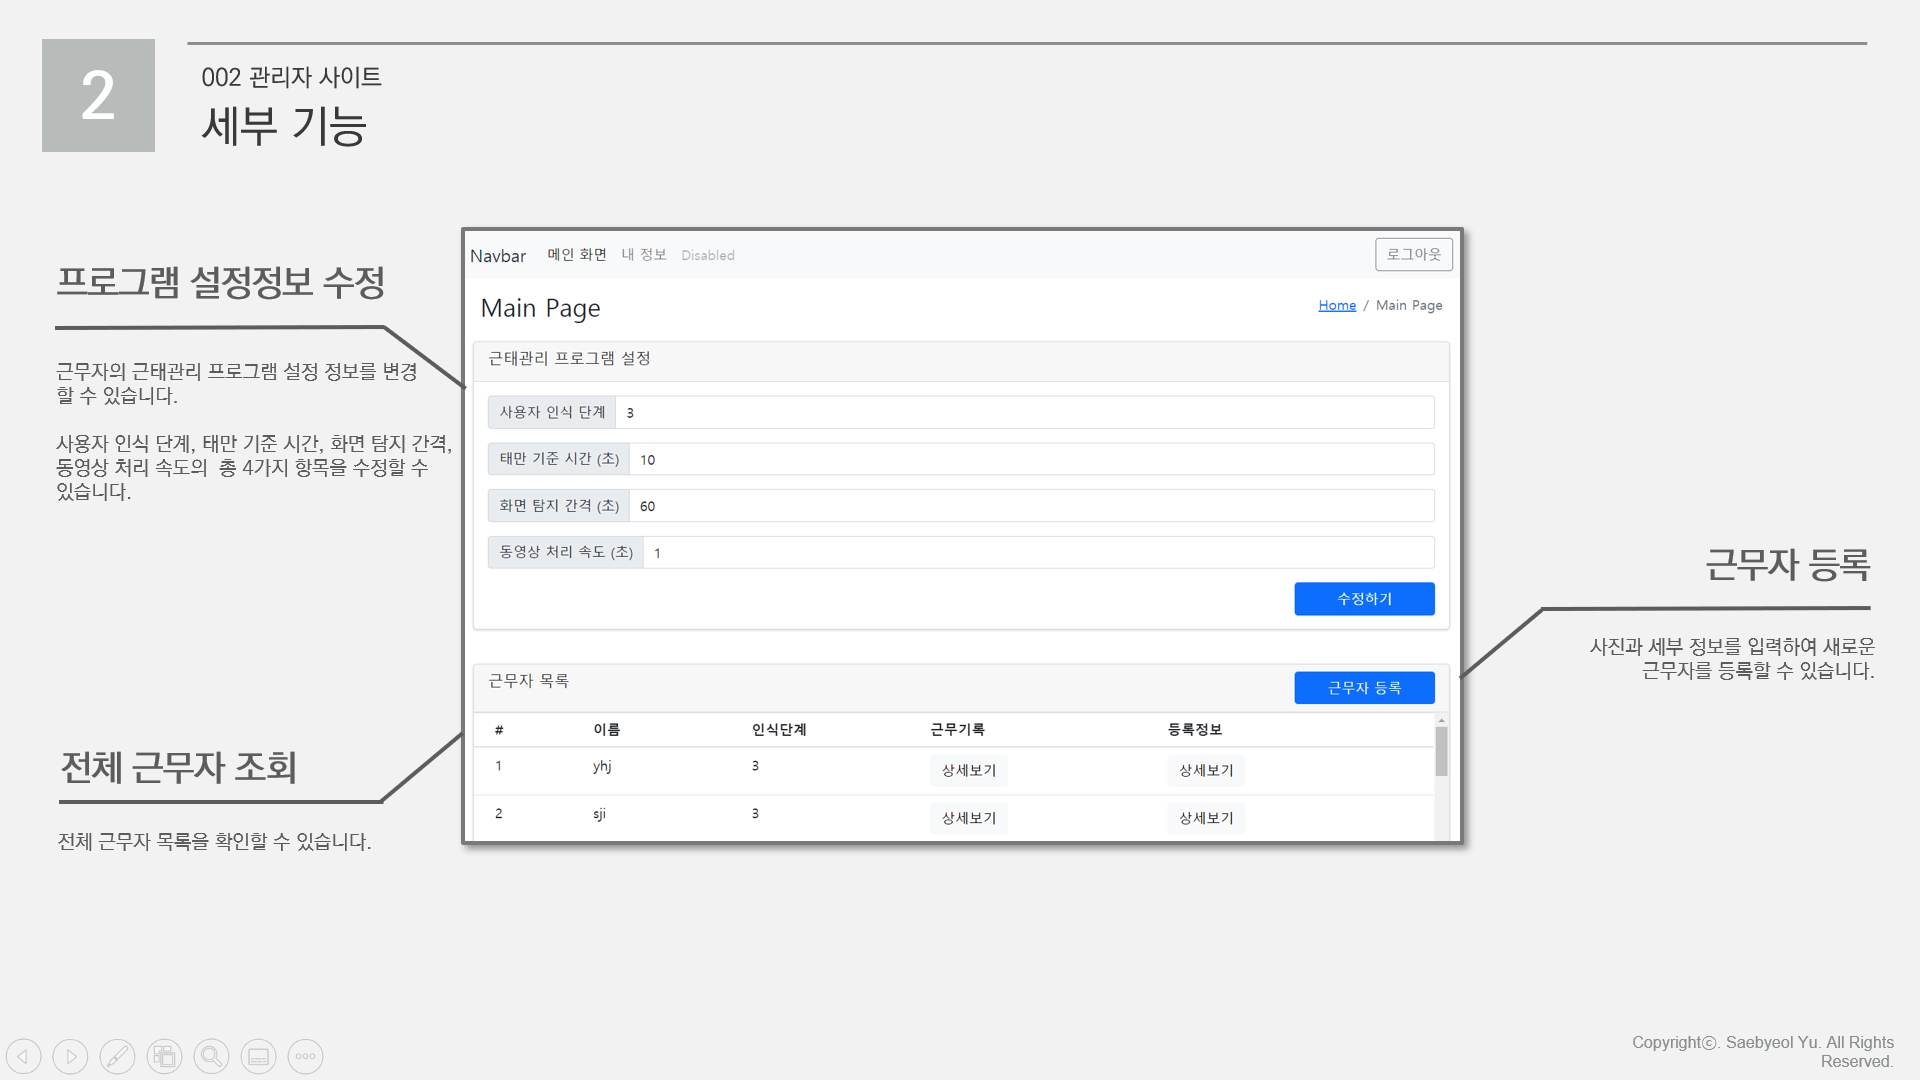 2
002 관리자 사이트
세부 기능
프로그램 설정정보 수정
근무자의 근태관리 프로그램 설정 정보를 변경
할 수 있습니다.
사용자 인식 단계, 태만 기준 시간, 화면 탐지 간격,
동영상 처리 속도의 총 4가지 항목을 수정할 수
있습니다.
전체 근무자 조회
전체 근무자 목록을 확인할 수 있습니다.
Navbar 메인 화면 내 정보 Disabled 로그아웃
Main Page Home / Main Page
근태관리 프로그램 설정
사용자 인식 단계 3
태만 기준 시간 (초) 10
화면 탐지 간격 (초) 60
동영상 처리 속도 (초) 1
수정하기
근무자 목록 근무자 등록
# 이름 인식단계 근무기록 등록정보
1 yhj 3 상세보기 상세보기
2 sji 3 상세보기 상세보기
근무자 등록
사진과 세부 정보를 입력하여 새로운
근무자를 등록할 수 있습니다.
Copyrightⓒ. Saebyeol Yu. All Rights
Reserved.